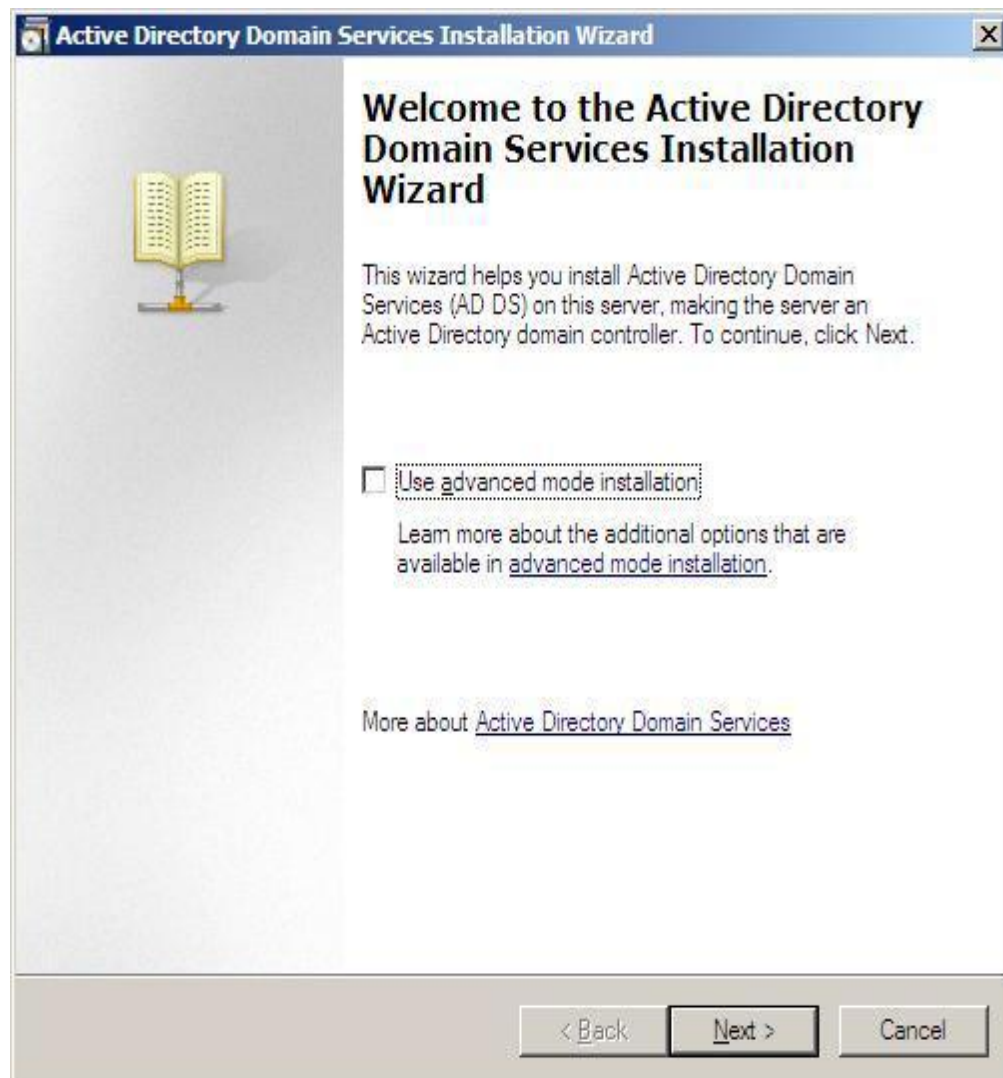 Active Directory Domain Services Installation Wizard
Welcome to the Active Directory
Domain Services Installation
Wizard
This wizard helps you install Active Directory Domain
Services (AD DS) on this server, making the server an
Active Directory domain controller. To continue, click Next.
Use advanced mode installation
Learn more about the additional options that are
available in advanced mode installation.
More about Active Directory Domain Services
< Back Next > Cancel